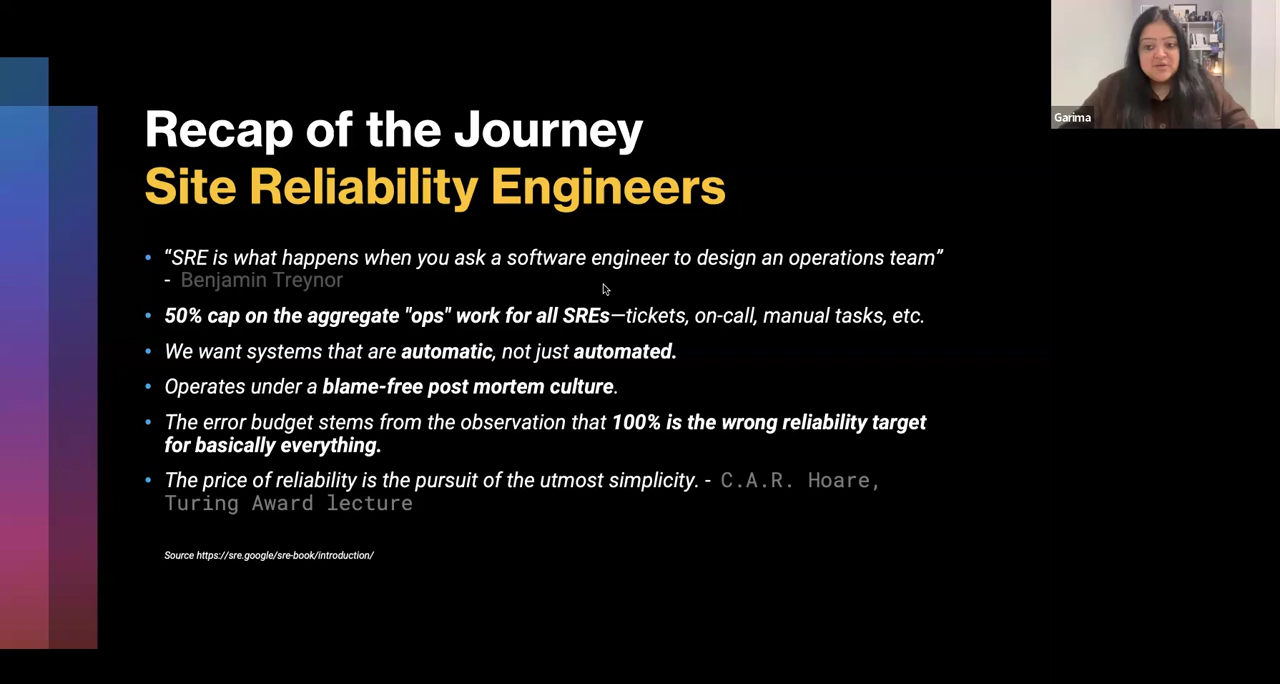 Recap of the Journey
Site Reliability Engineers
• “SRE is what happens when you ask a software engineer to design an operations team”
- Benjamin Treynor
• 50% cap on the aggregate "ops" work for all SREs—tickets, on-call, manual tasks, etc.
• We want systems that are automatic, not just automated.
• Operates under a blame-free post mortem culture.
• The error budget stems from the observation that 100% is the wrong reliability target
for basically everything.
• The price of reliability is the pursuit of the utmost simplicity. - C.A.R. Hoare,
Turing Award lecture
Source https://sre.google/sre-book/introduction/
Garima